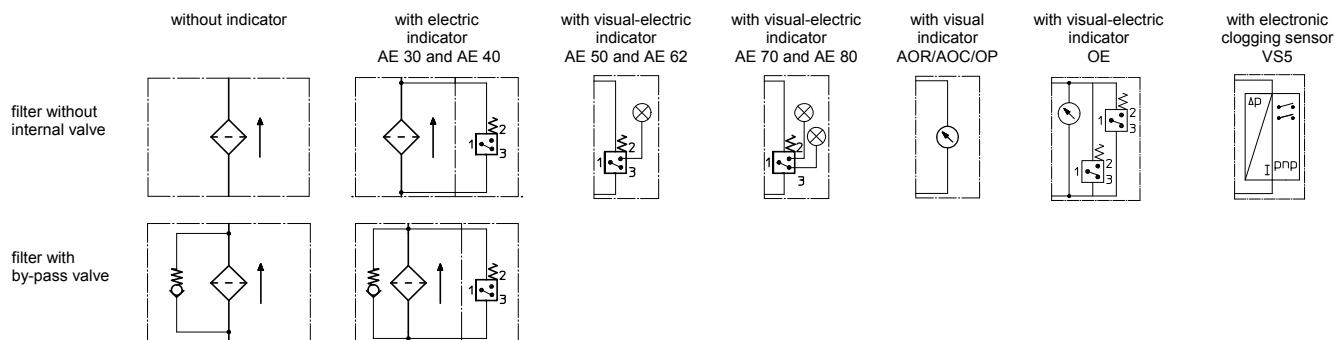 without indicator
with electric
indicator
AE 30 and AE 40
with visual-electric
indicator
AE 50 and AE 62
with visual-electric
indicator
AE 70 and AE 80
with visual
indicator
AOR/AOC/OP
with visual-electric
indicator
OE
with electronic
clogging sensor
VS5
filter without
internal valve
1 2 3
1 2 3
1 2 3
1 2 3
1 2 3
Δp
I pnp
filter with
by-pass valve
1 2 3